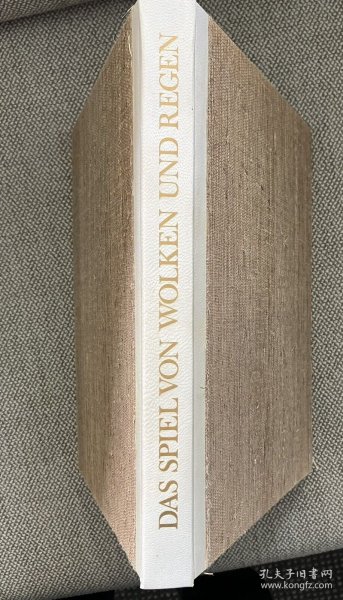 DAS SPIEL VON WOLKEN UND REGEN
孔夫子旧书网
www.kongfz.com